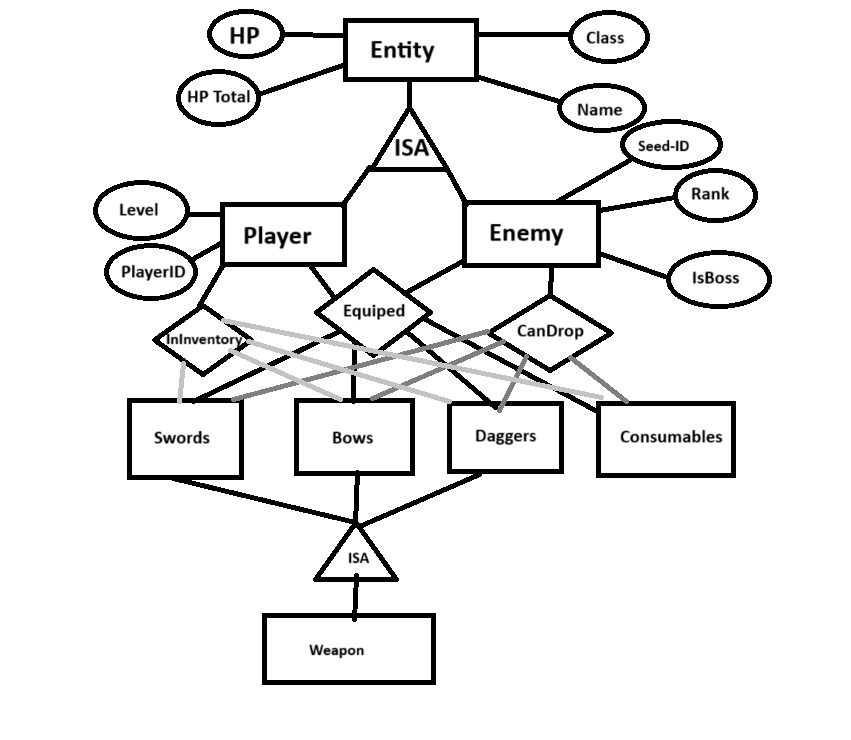 HP
Entity
Class
HP Total
Name
ISA
Seed-ID
Level
Rank
Player
Enemy
PlayerID
IsBoss
InInventory
Equiped
CanDrop
Swords
Bows
Daggers
Consumables
ISA
Weapon